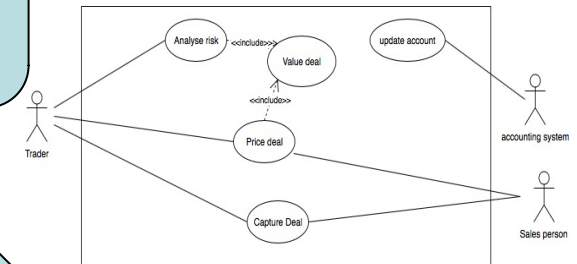 Analyse risk
<<include>>>
Value deal
update account
<<include>>
Price deal
Capture Deal
Trader
accounting system
Sales person